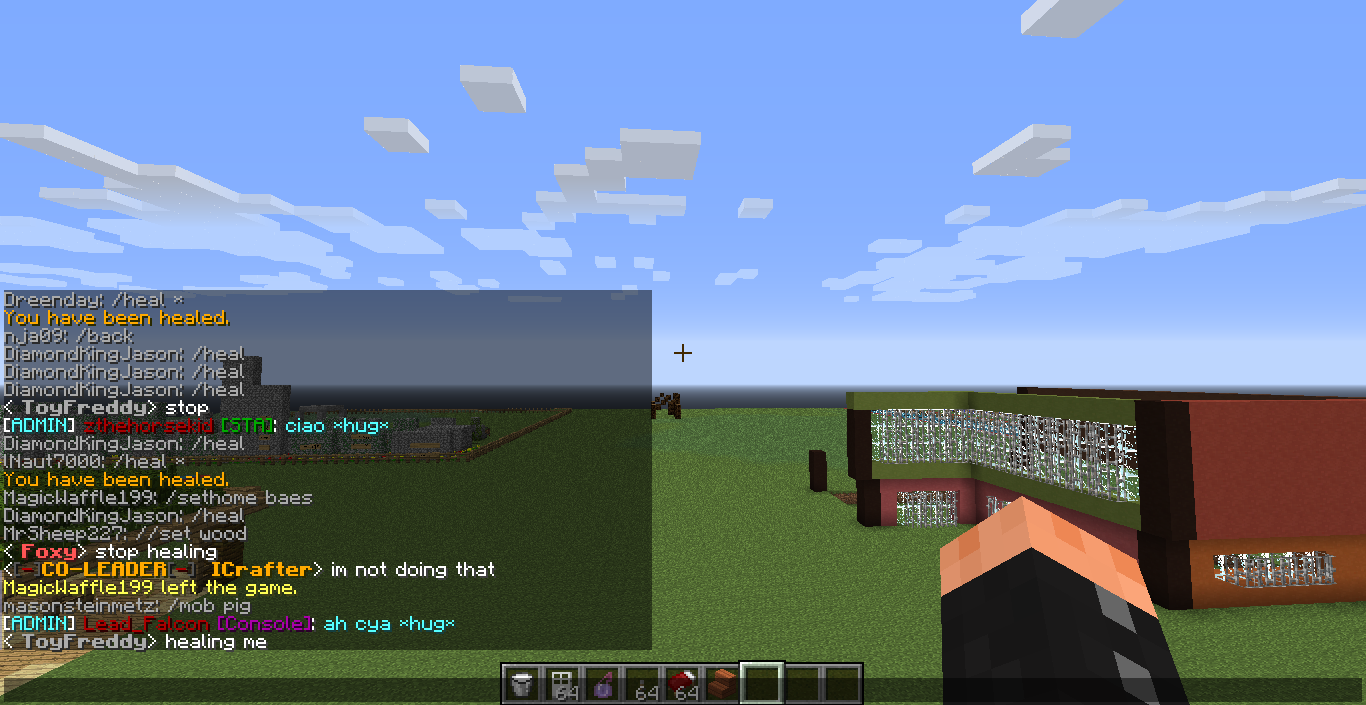 Dreenday: /heal *
You have been healed.
nja09: /back
DiamondKingJason: /heal
DiamondKingJason: /heal
DiamondKingJason: /heal
< ToyFreddy> stop
[ADMIN] zthehorsekid [STA]: ciao *hug*
DiamondKingJason: /heal
lNaut7000: /heal *
You have been healed.
MagicWaffle199: /sethome baes
DiamondKingJason: /heal
MrSheep227: //set wood
< Foxy> stop healing
<[-CO-LEADER-] ICrafter> im not doing that
MagicWaffle199 left the game.
masonsteinmetz: /mob pig
[ADMIN] Lead_Falcon [Console]: ah cya *hug*
< ToyFreddy> healing me
64 64 64